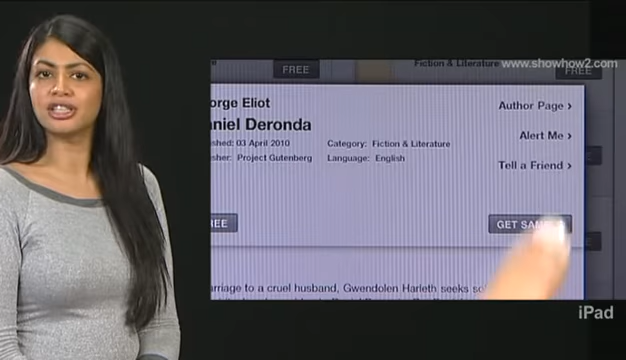 FREE
Fiction & Literature
www.showhow2.com
FREE
orge Eliot
Author Page >
niel Deronda
Alert Me >
shed: 03 April 2010
Category: Fiction & Literature
sher: Project Gutenberg
Language: English
Tell a Friend >
REE
GET SAM
arriage to a cruel husband, Gwendolen Harleth seeks
iPad